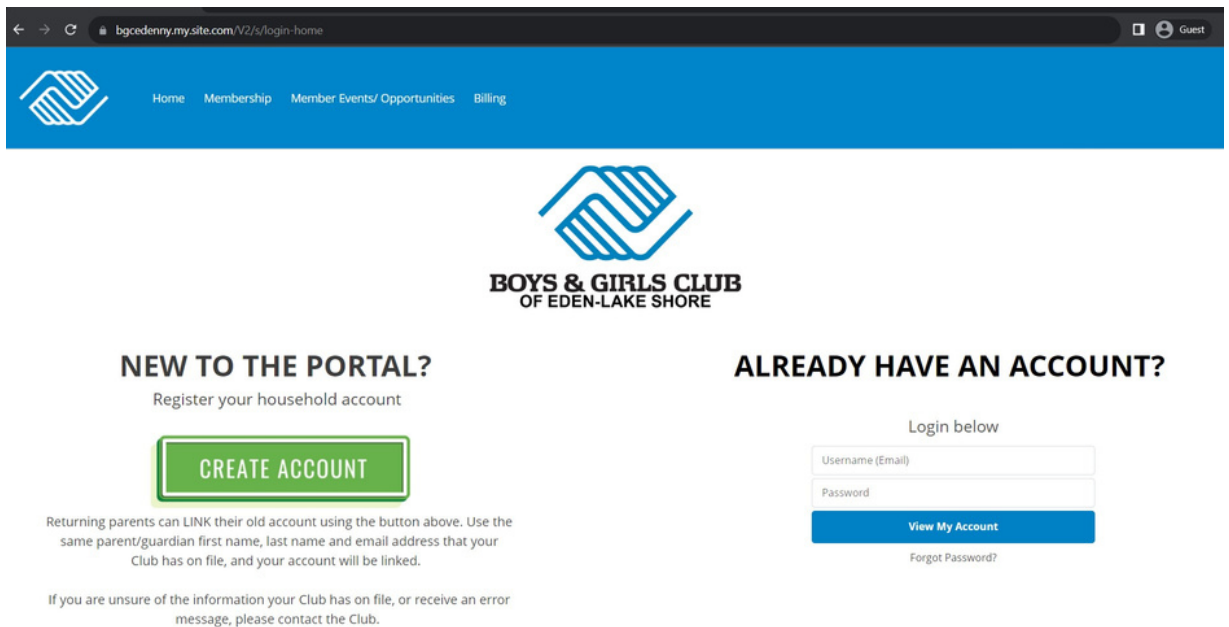 bgcedenny.my.site.com/V2/s/login-home
Guest
Home Membership Member Events/ Opportunities Billing
BOYS & GIRLS CLUB
OF EDEN-LAKE SHORE
NEW TO THE PORTAL?
Register your household account
CREATE ACCOUNT
Returning parents can LINK their old account using the button above. Use the
same parent/guardian first name, last name and email address that your
Club has on file, and your account will be linked.
If you are unsure of the information your Club has on file, or receive an error
message, please contact the Club.
ALREADY HAVE AN ACCOUNT?
Login below
Username (Email)
Password
View My Account
Forgot Password?